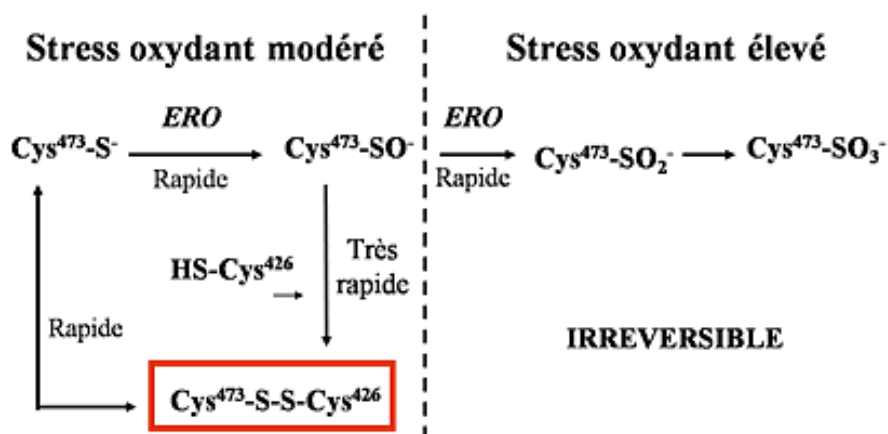 Stress oxydant modéré
Stress oxydant élevé
ERO
ERO
Cys⁴⁷³-S⁻
Cys⁴⁷³-SO⁻
Cys⁴⁷³-SO₂⁻
Cys⁴⁷³-SO₃⁻
Rapide
Rapide
HS-Cys⁴²⁶
Très
rapide
Rapide
IRREVERSIBLE
Cys⁴⁷³-S-S-Cys⁴²⁶